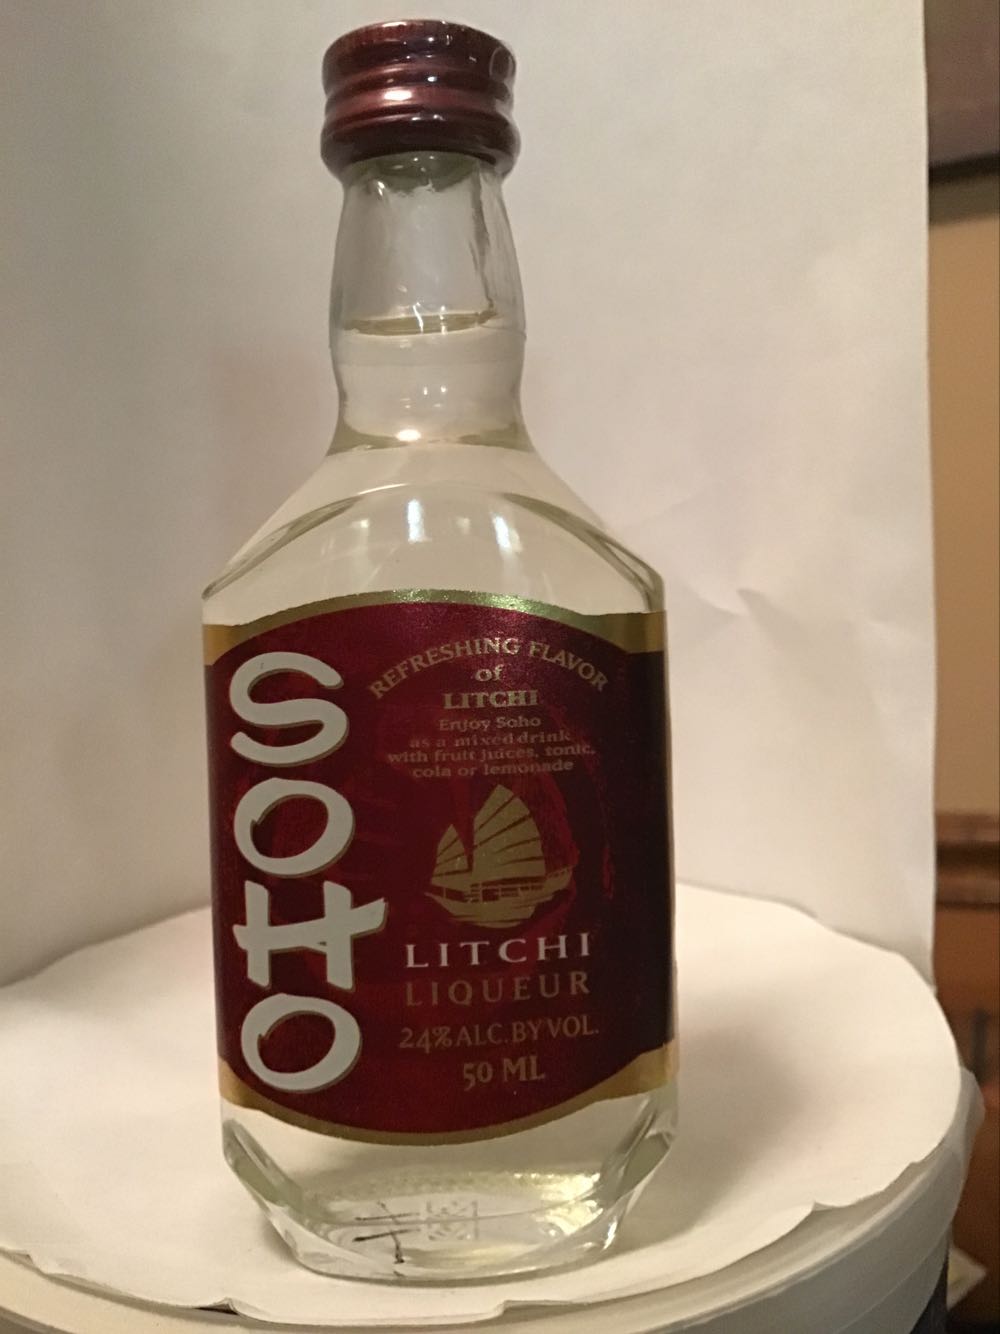 SOHO
REFRESHING FLAVOR
of
LITCHI
Enjoy Soho
as a mixed drink
with fruit juices, tonic,
cola or lemonade
LITCHI
LIQUEUR
24% ALC. BY VOL.
50 ML